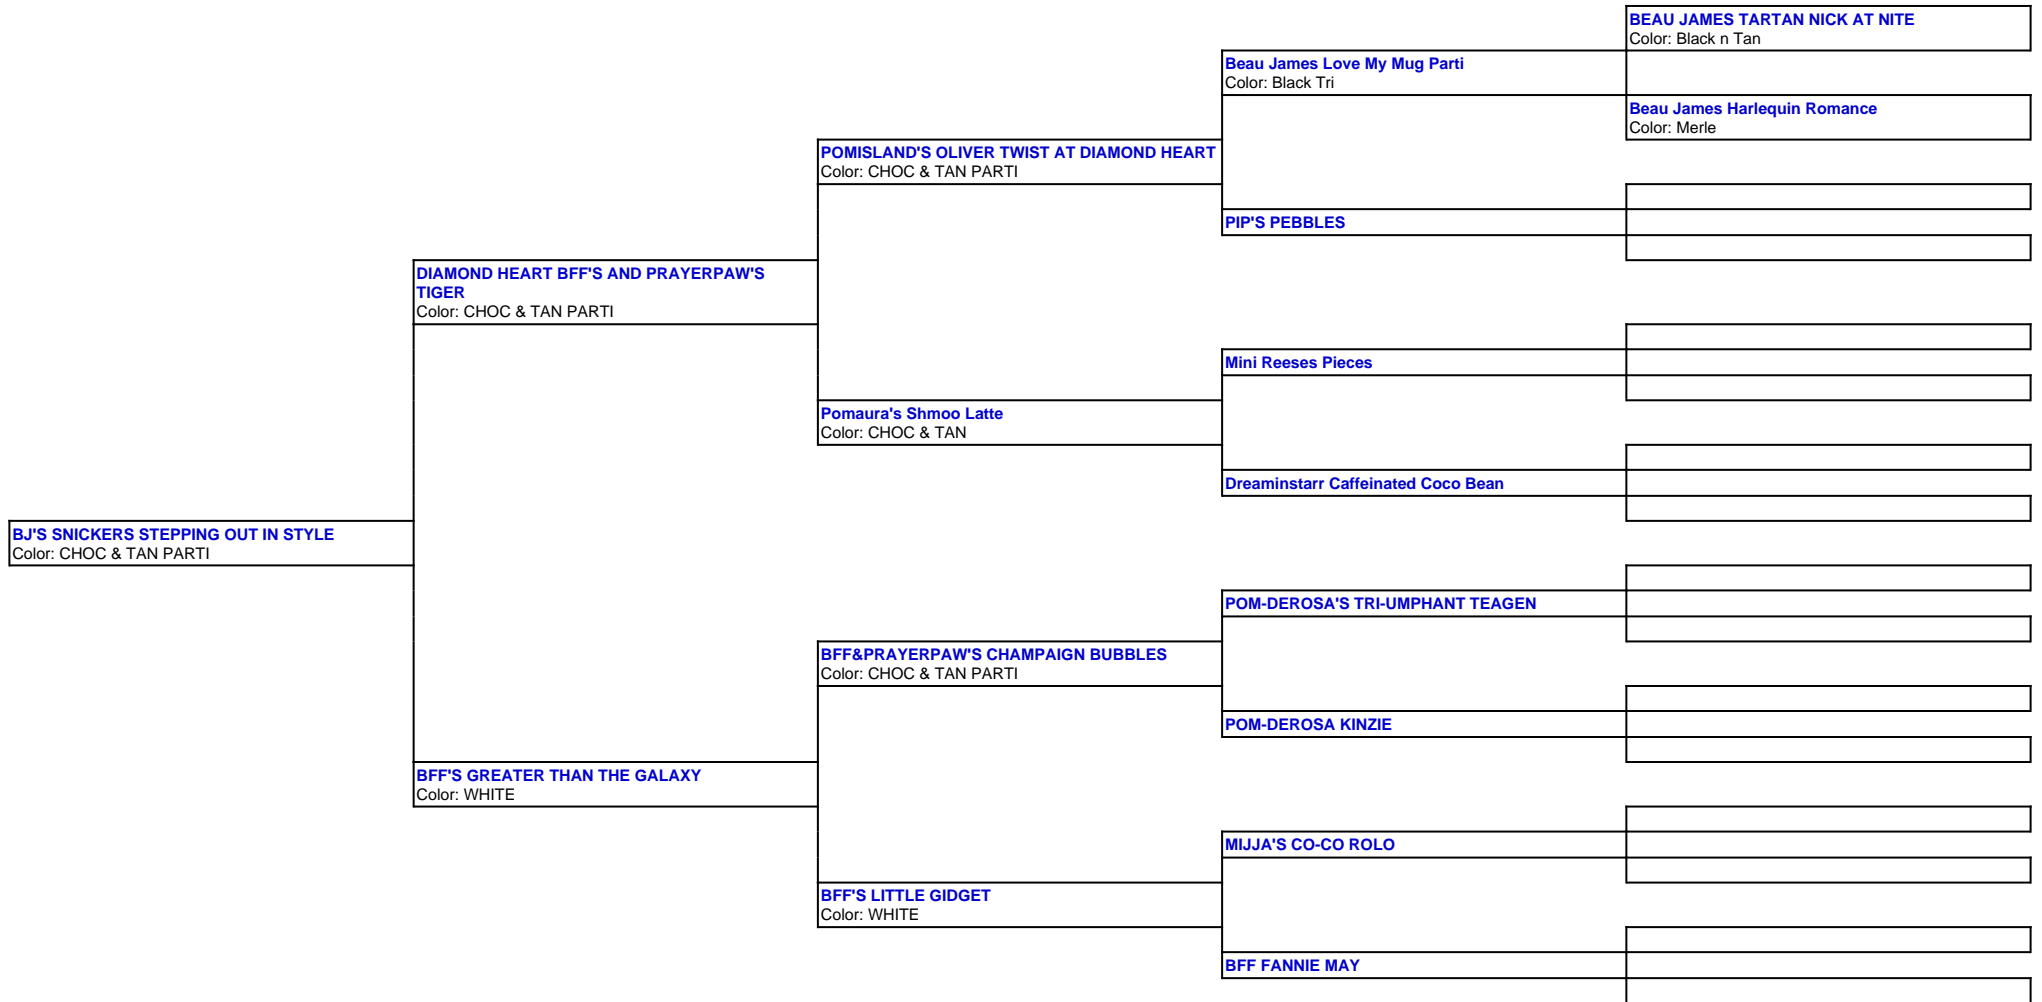 BEAU JAMES TARTAN NICK AT NITE
Color: Black n Tan
Beau James Love My Mug Parti
Color: Black Tri
Beau James Harlequin Romance
Color: Merle
POMISLAND'S OLIVER TWIST AT DIAMOND HEART
Color: CHOC & TAN PARTI
PIP'S PEBBLES
DIAMOND HEART BFF'S AND PRAYERPAW'S
TIGER
Color: CHOC & TAN PARTI
Mini Reeses Pieces
Pomaura's Shmoo Latte
Color: CHOC & TAN
Dreaminstarr Caffeinated Coco Bean
BJ'S SNICKERS STEPPING OUT IN STYLE
Color: CHOC & TAN PARTI
POM-DEROSA'S TRI-UMPHANT TEAGEN
BFF&PRAYERPAW'S CHAMPAIGN BUBBLES
Color: CHOC & TAN PARTI
POM-DEROSA KINZIE
BFF'S GREATER THAN THE GALAXY
Color: WHITE
MIJJA'S CO-CO ROLO
BFF'S LITTLE GIDGET
Color: WHITE
BFF FANNIE MAY